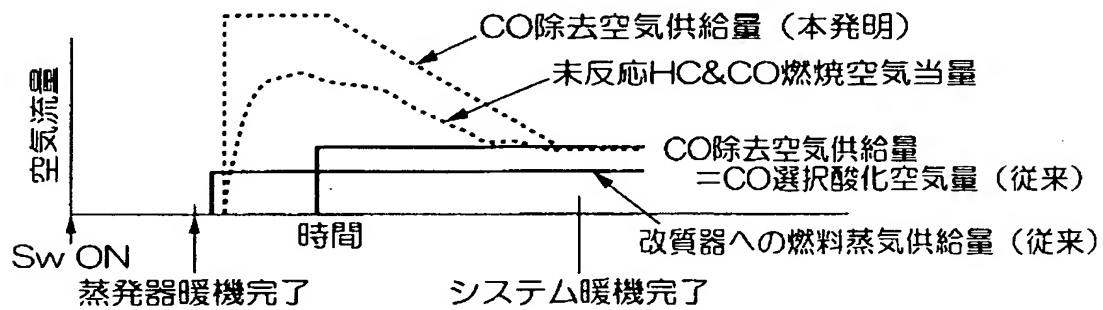 CO除去空気供給量（本発明）
未反応HC&CO燃焼空気当量
空気流量
CO除去空気供給量
＝CO選択酸化空気量（従来）
時間
改質器への燃料蒸気供給量（従来）
Sw ON
蒸発器暖機完了
システム暖機完了